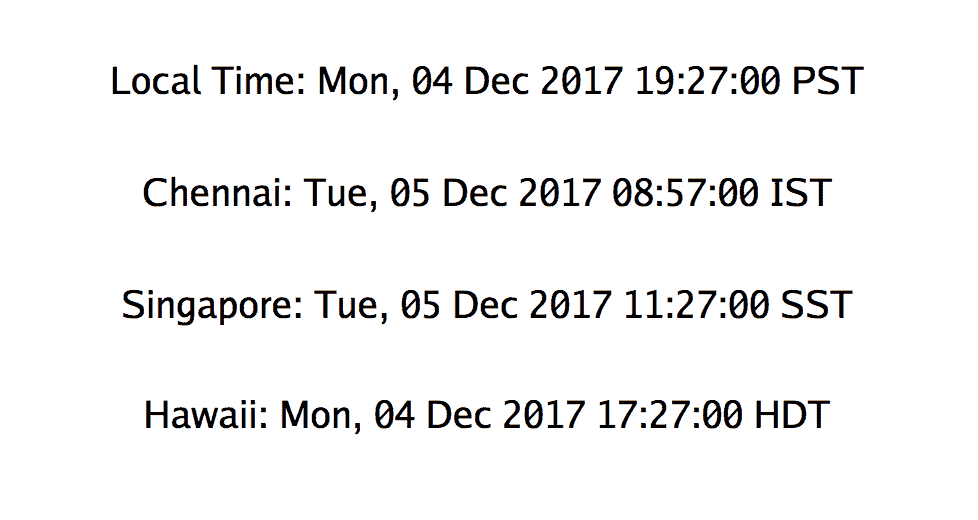 Local Time: Mon, 04 Dec 2017 19:27:00 PST
Chennai: Tue, 05 Dec 2017 08:57:00 IST
Singapore: Tue, 05 Dec 2017 11:27:00 SST
Hawaii: Mon, 04 Dec 2017 17:27:00 HDT